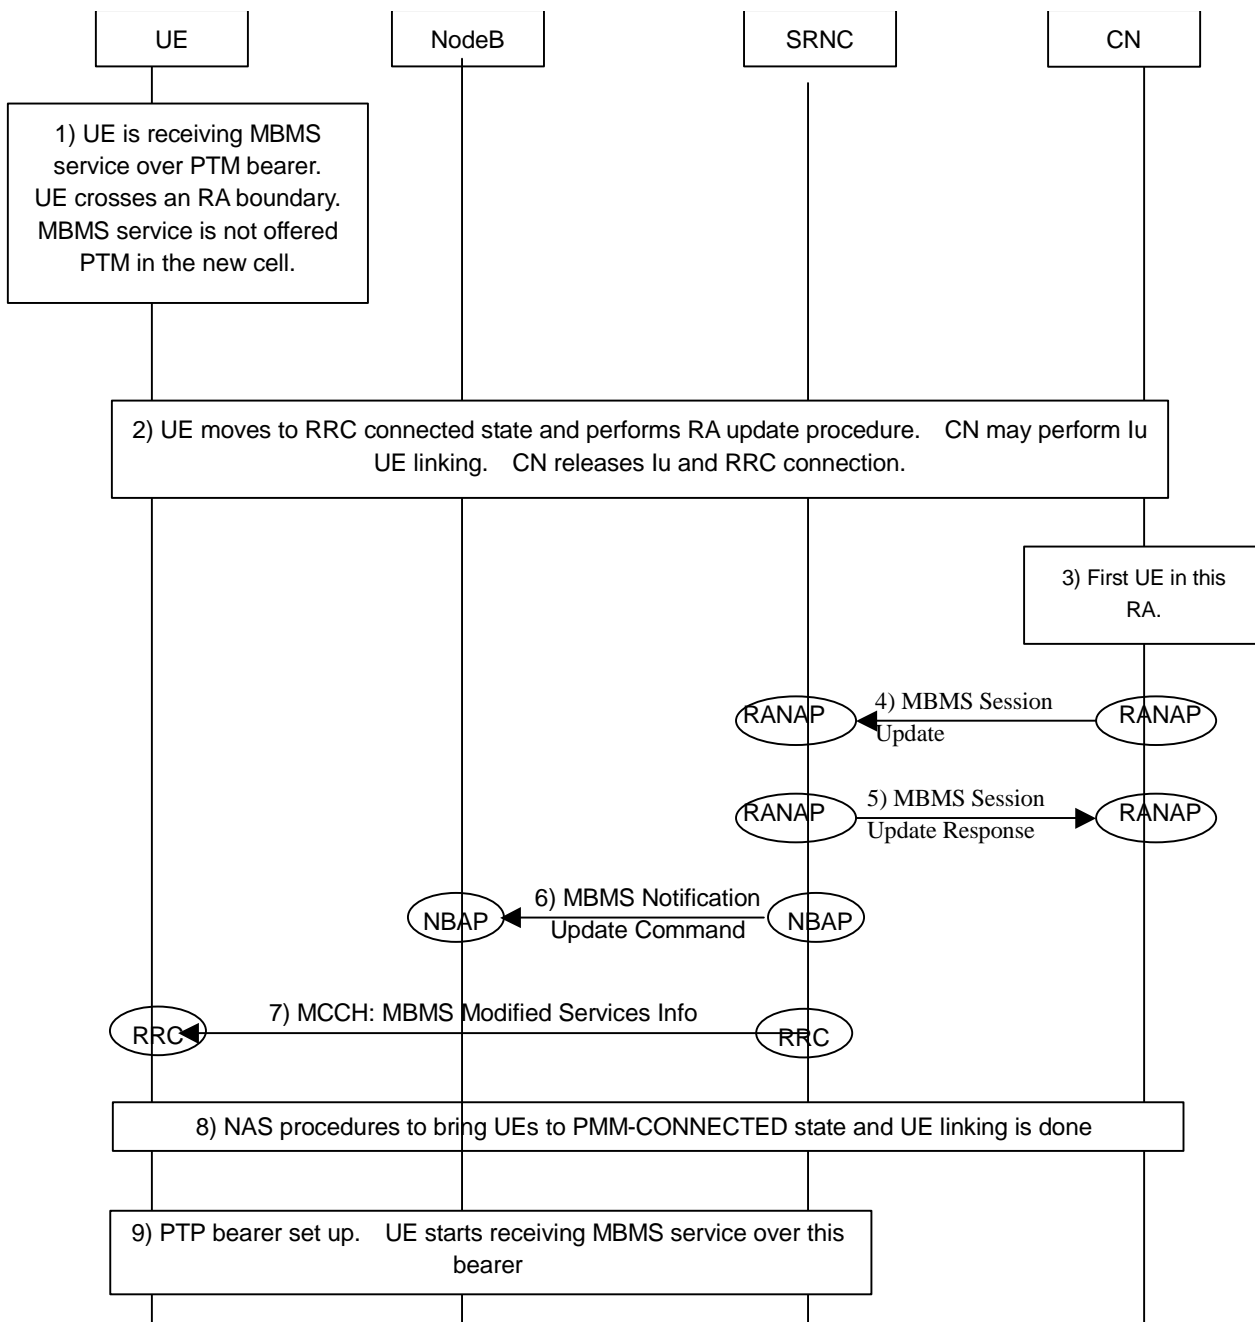 UE
NodeB
SRNC
CN
1) UE is receiving MBMS
service over PTM bearer.
UE crosses an RA boundary.
MBMS service is not offered
PTM in the new cell.
2) UE moves to RRC connected state and performs RA update procedure. CN may perform Iu
UE linking. CN releases Iu and RRC connection.
3) First UE in this
RA.
RANAP
4) MBMS Session
Update
RANAP
RANAP
5) MBMS Session
Update Response
RANAP
NBAP
6) MBMS Notification
Update Command
NBAP
RRC
7) MCCH: MBMS Modified Services Info
RRC
8) NAS procedures to bring UEs to PMM-CONNECTED state and UE linking is done
9) PTP bearer set up. UE starts receiving MBMS service over this
bearer